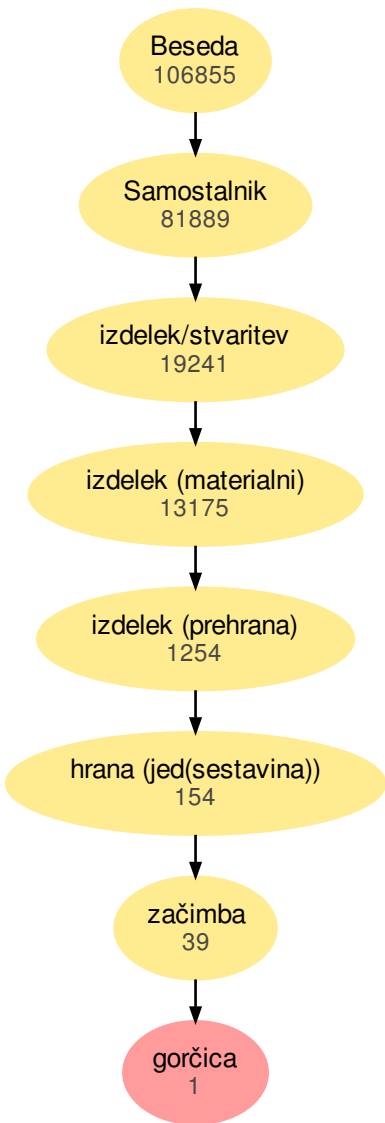 Beseda
106855
Samostalnik
81889
izdelek/stvaritev
19241
izdelek (materialni)
13175
izdelek (prehrana)
1254
hrana (jed(sestavina))
154
začimba
39
gorčica
1